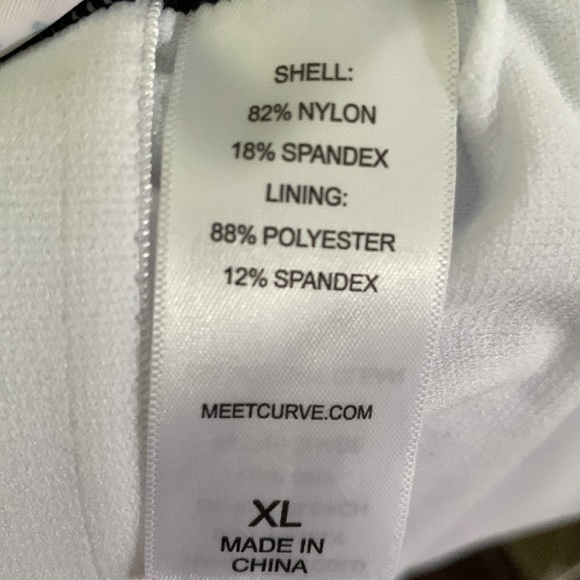 SHELL:
82% NYLON
18% SPANDEX
LINING:
88% POLYESTER
12% SPANDEX
MEETCURVE.COM
XL
MADE IN
CHINA